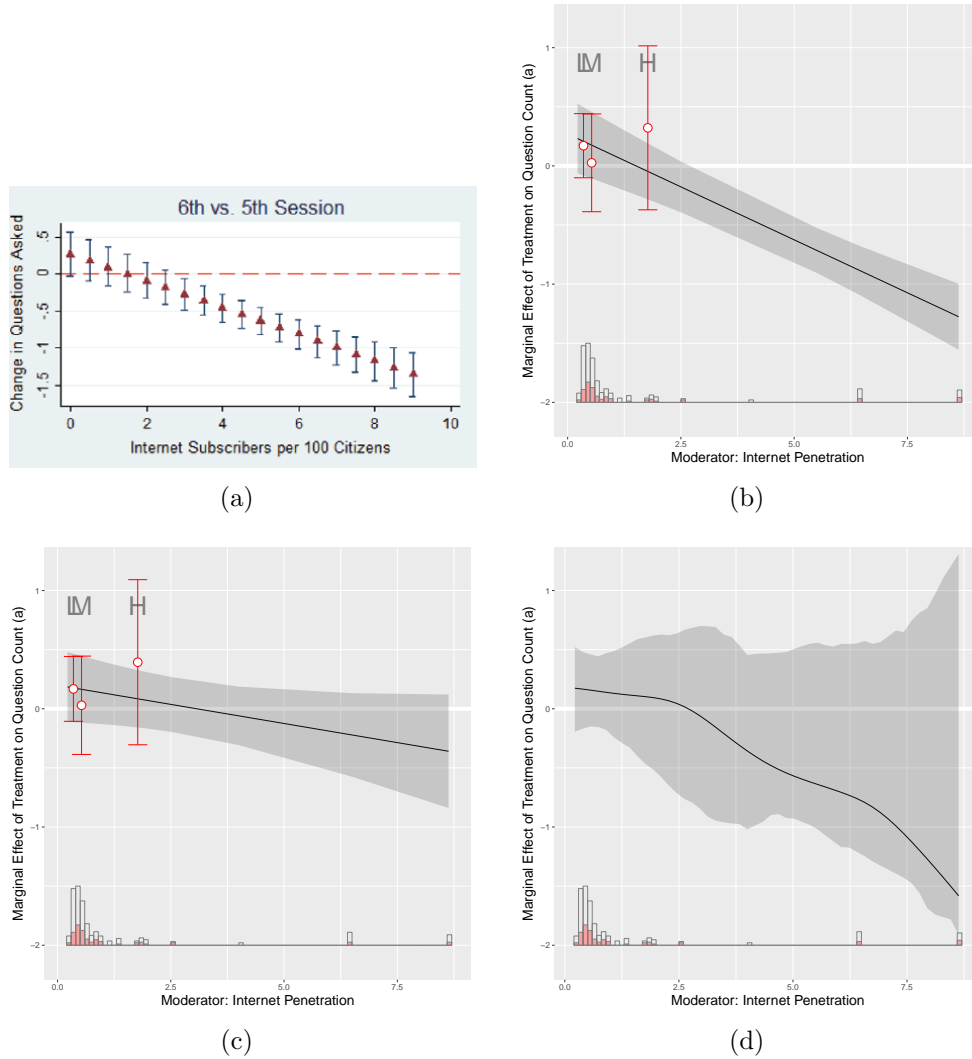 6th vs. 5th Session
Change in Questions Asked
.5
0
-.5
-1
-1.5
0 2 4 6 8 10
Internet Subscribers per 100 Citizens
(a)
Marginal Effect of Treatment on Question Count (a)
L M H
1
0
−1
−2
0.0 2.5 5.0 7.5
Moderator: Internet Penetration
(b)
Marginal Effect of Treatment on Question Count (a)
L M H
1
0
−1
−2
0.0 2.5 5.0 7.5
Moderator: Internet Penetration
(c)
Marginal Effect of Treatment on Question Count (a)
1
0
−1
−2
0.0 2.5 5.0 7.5
Moderator: Internet Penetration
(d)